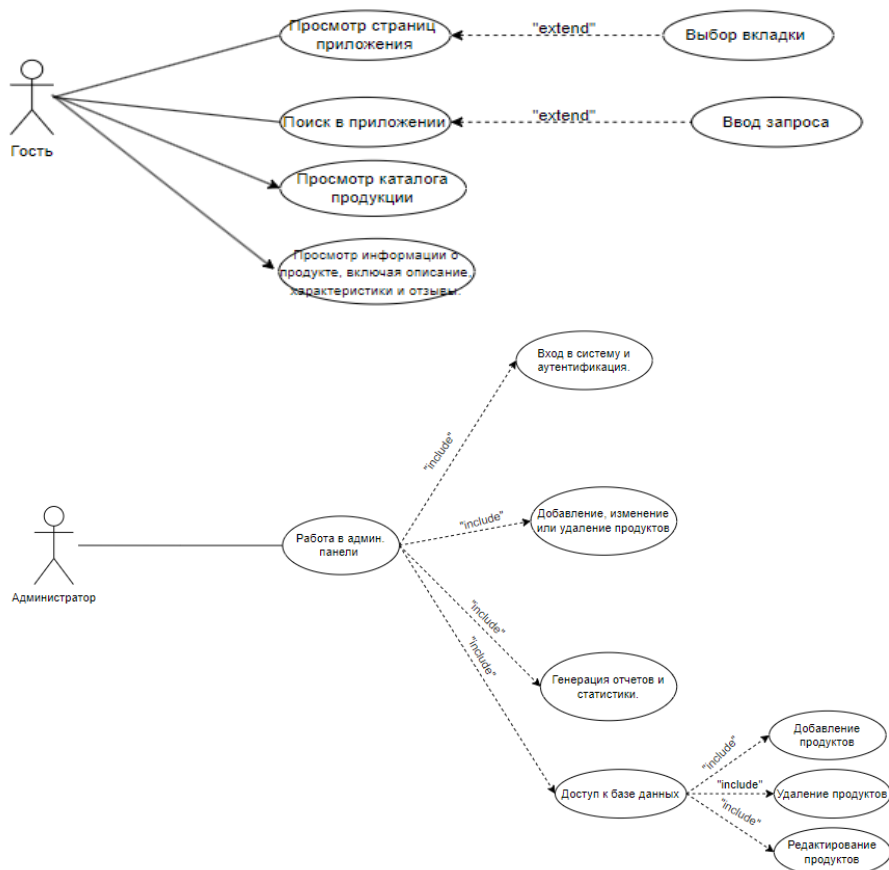 Просмотр страниц
приложения
"extend"
Выбор вкладки
Поиск в приложении
"extend"
Ввод запроса
Гость
Просмотр каталога
продукции
Просмотр информации о
продукте, включая описание,
характеристики и отзывы.
Вход в систему и
аутентификация.
"include"
Добавление, изменение
или удаление продуктов
"include"
Работа в админ.
панели
Администратор
"include"
"include"
Генерация отчетов и
статистики.
Добавление
продуктов
"include"
Доступ к базе данных
"include"
Удаление продуктов
"include"
Редактирование
продуктов